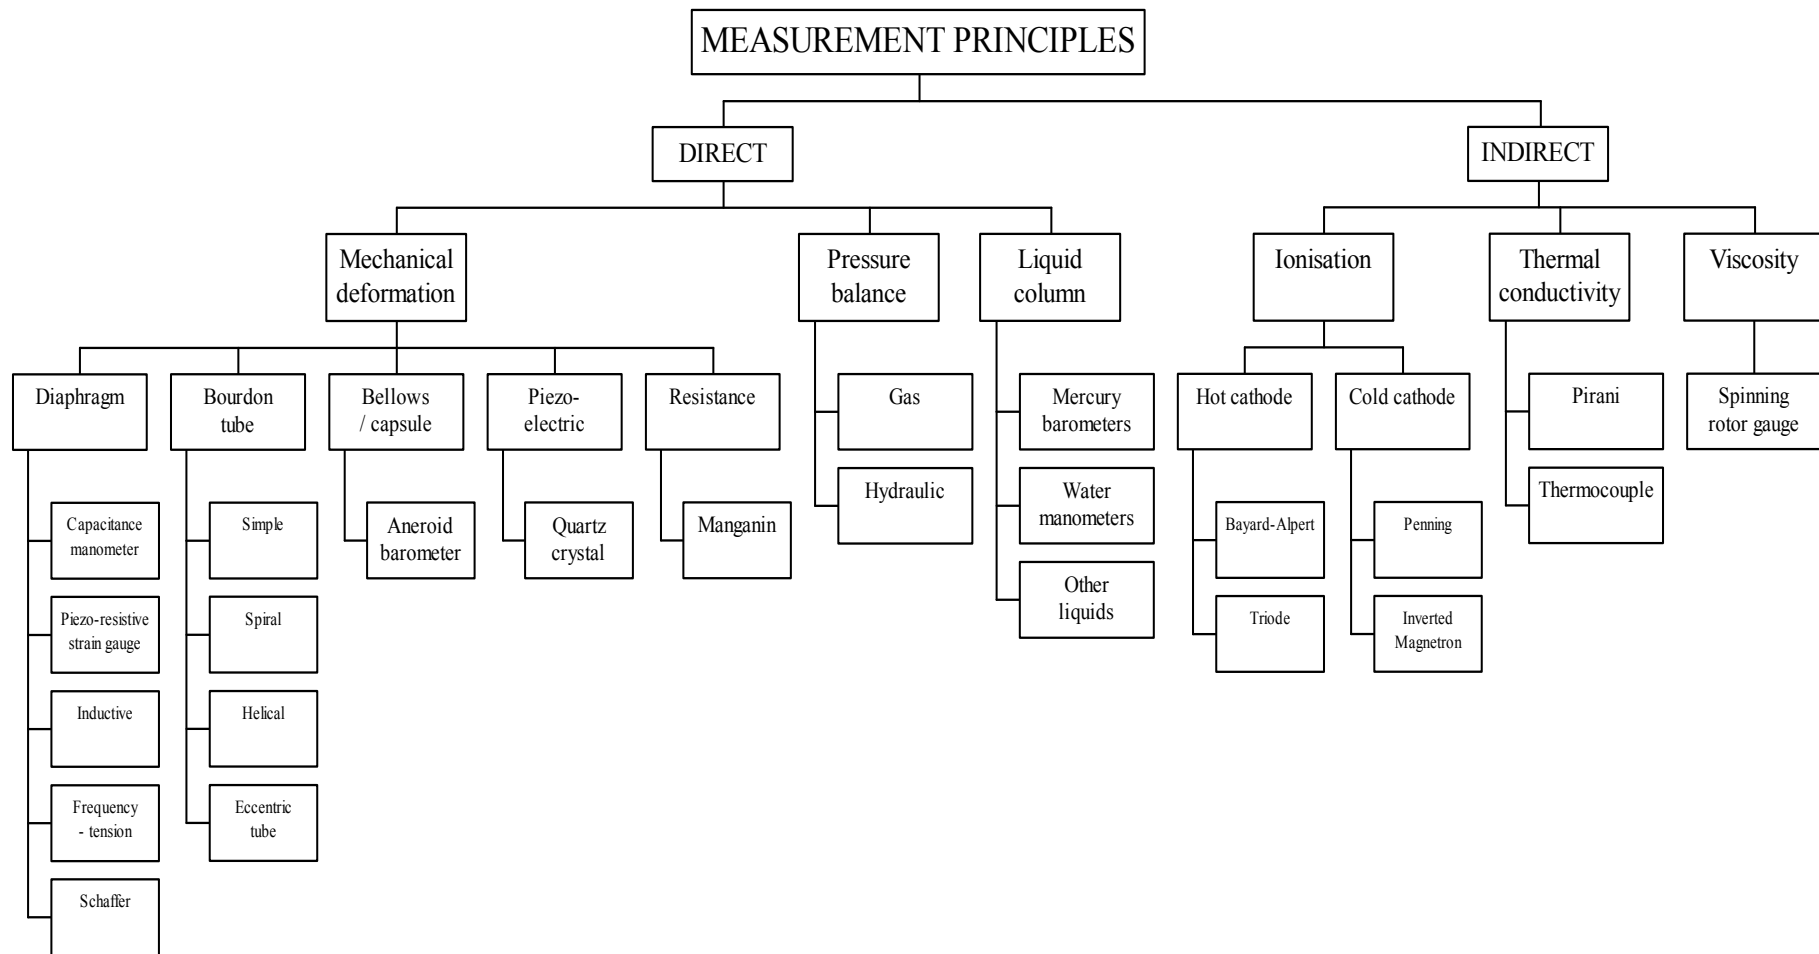 MEASUREMENT PRINCIPLES
DIRECT
INDIRECT
Mechanical
deformation
Pressure
balance
Liquid
column
Ionisation
Thermal
conductivity
Viscosity
Diaphragm
Bourdon
tube
Bellows
/ capsule
Piezo-
electric
Resistance
Gas
Hydraulic
Mercury
barometers
Water
manometers
Other
liquids
Hot cathode
Cold cathode
Pirani
Thermocouple
Spinning
rotor gauge
Capacitance
manometer
Piezo-resistive
strain gauge
Inductive
Frequency
- tension
Schaffer
Simple
Spiral
Helical
Eccentric
tube
Aneroid
barometer
Quartz
crystal
Manganin
Bayard-Alpert
Triode
Penning
Inverted
Magnetron